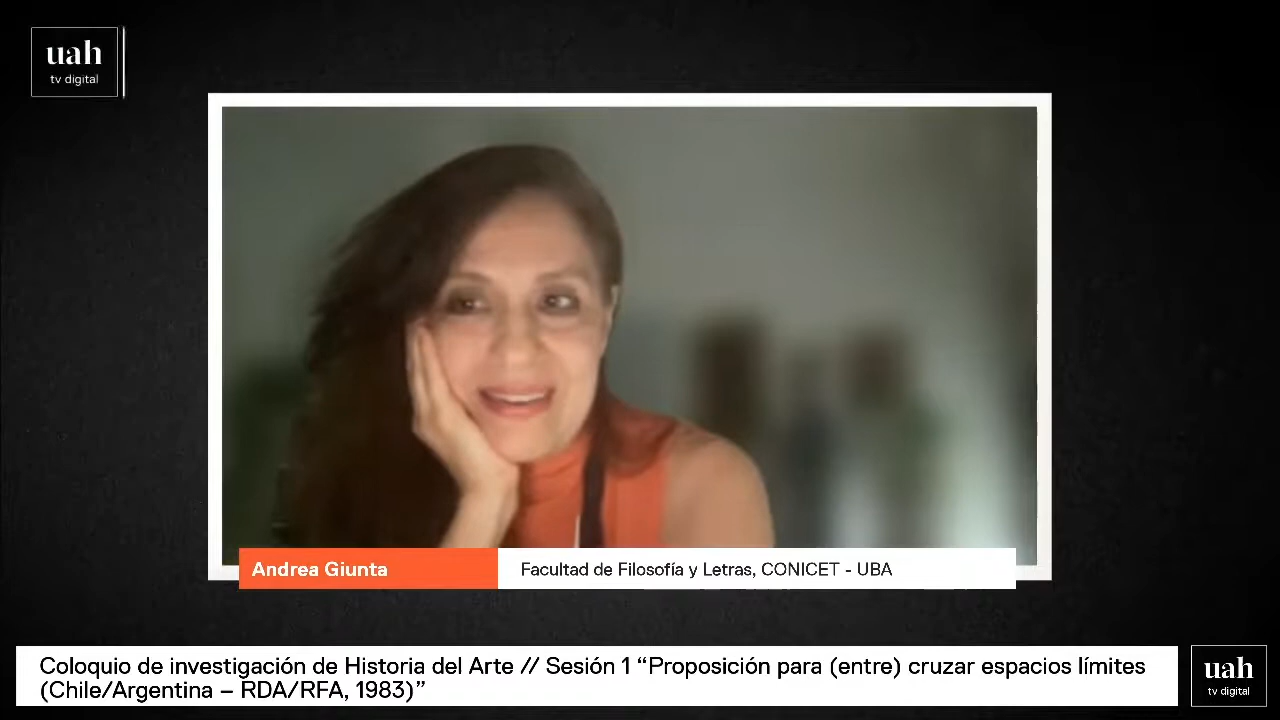 uah
tv digital
Andrea Giunta
Facultad de Filosofía y Letras, CONICET - UBA
Coloquio de investigación de Historia del Arte // Sesión 1 “Proposición para (entre) cruzar espacios límites
(Chile/Argentina – RDA/RFA, 1983)”
uah
tv digital